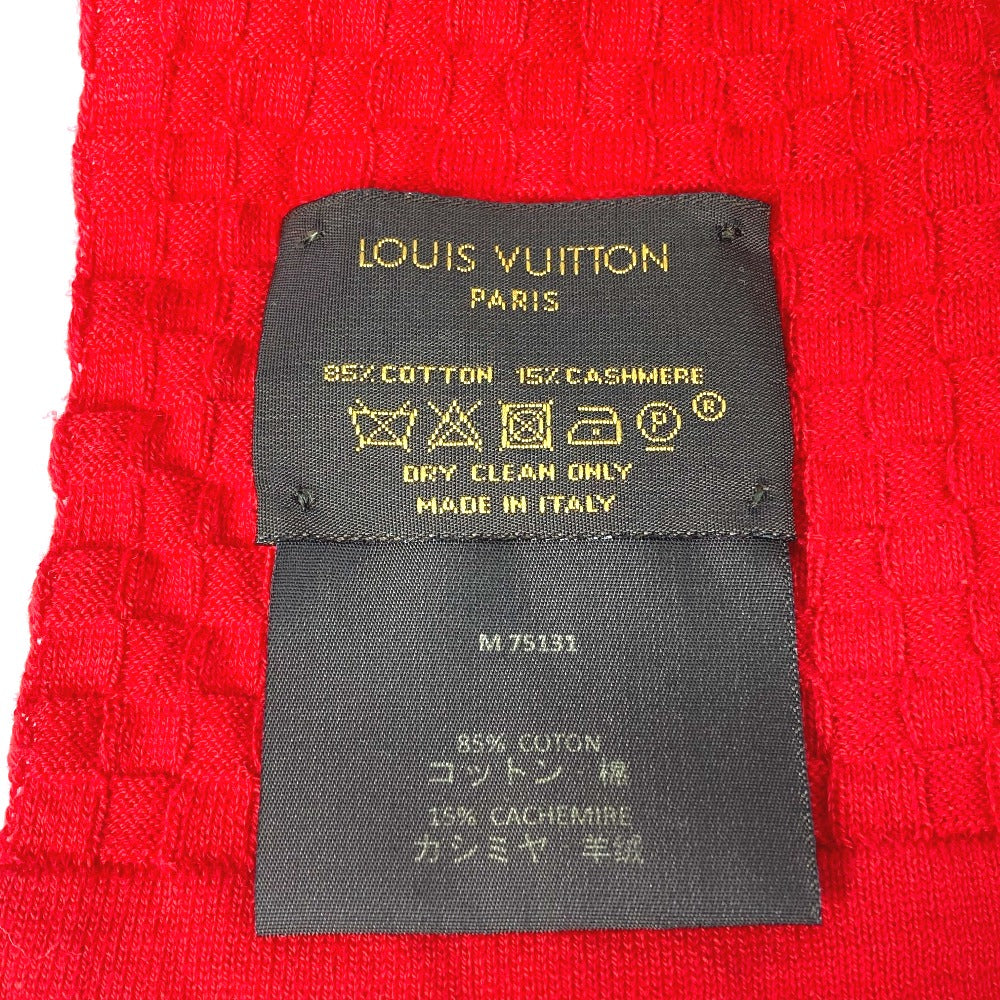 LOUIS VUITTON
PARIS
85% COTTON 15% CASHMERE
P ®
DRY CLEAN ONLY
MADE IN ITALY
M 75131
85% COTON
コットン・棉
15% CACHEMIRE
カシミヤ 羊绒